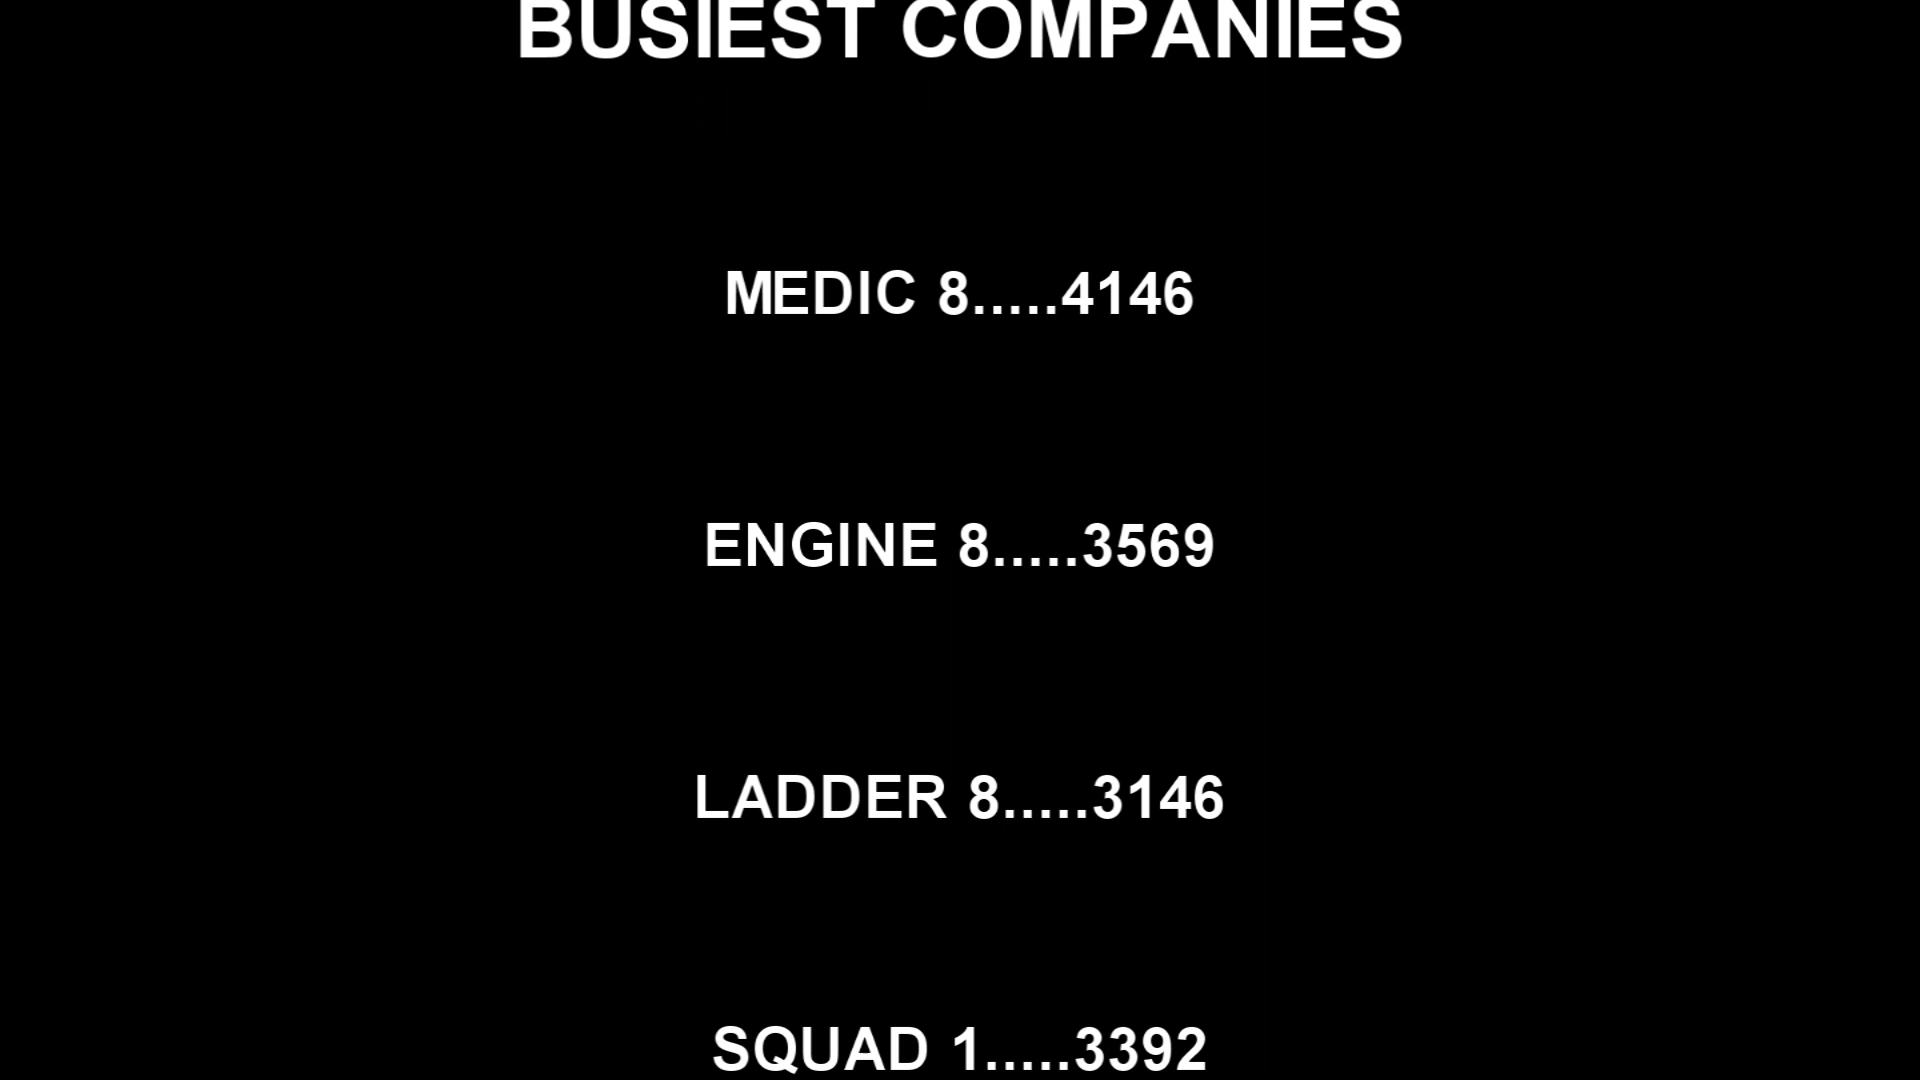 BUSIEST COMPANIES
MEDIC 8.....4146
ENGINE 8.....3569
LADDER 8.....3146
SQUAD 1.....3392